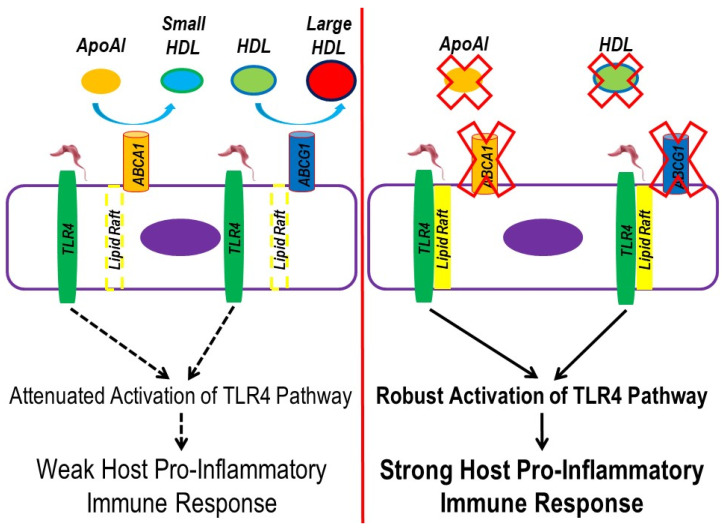 ApoAI
Small
HDL
HDL
Large
HDL
ABCA1
ABCG1
TLR4
Lipid Raft
TLR4
Lipid Raft
Attenuated Activation of TLR4 Pathway
Weak Host Pro-Inflammatory
Immune Response
ApoAI
HDL
ABCA1
ABCG1
TLR4
Lipid Raft
TLR4
Lipid Raft
Robust Activation of TLR4 Pathway
Strong Host Pro-Inflammatory
Immune Response